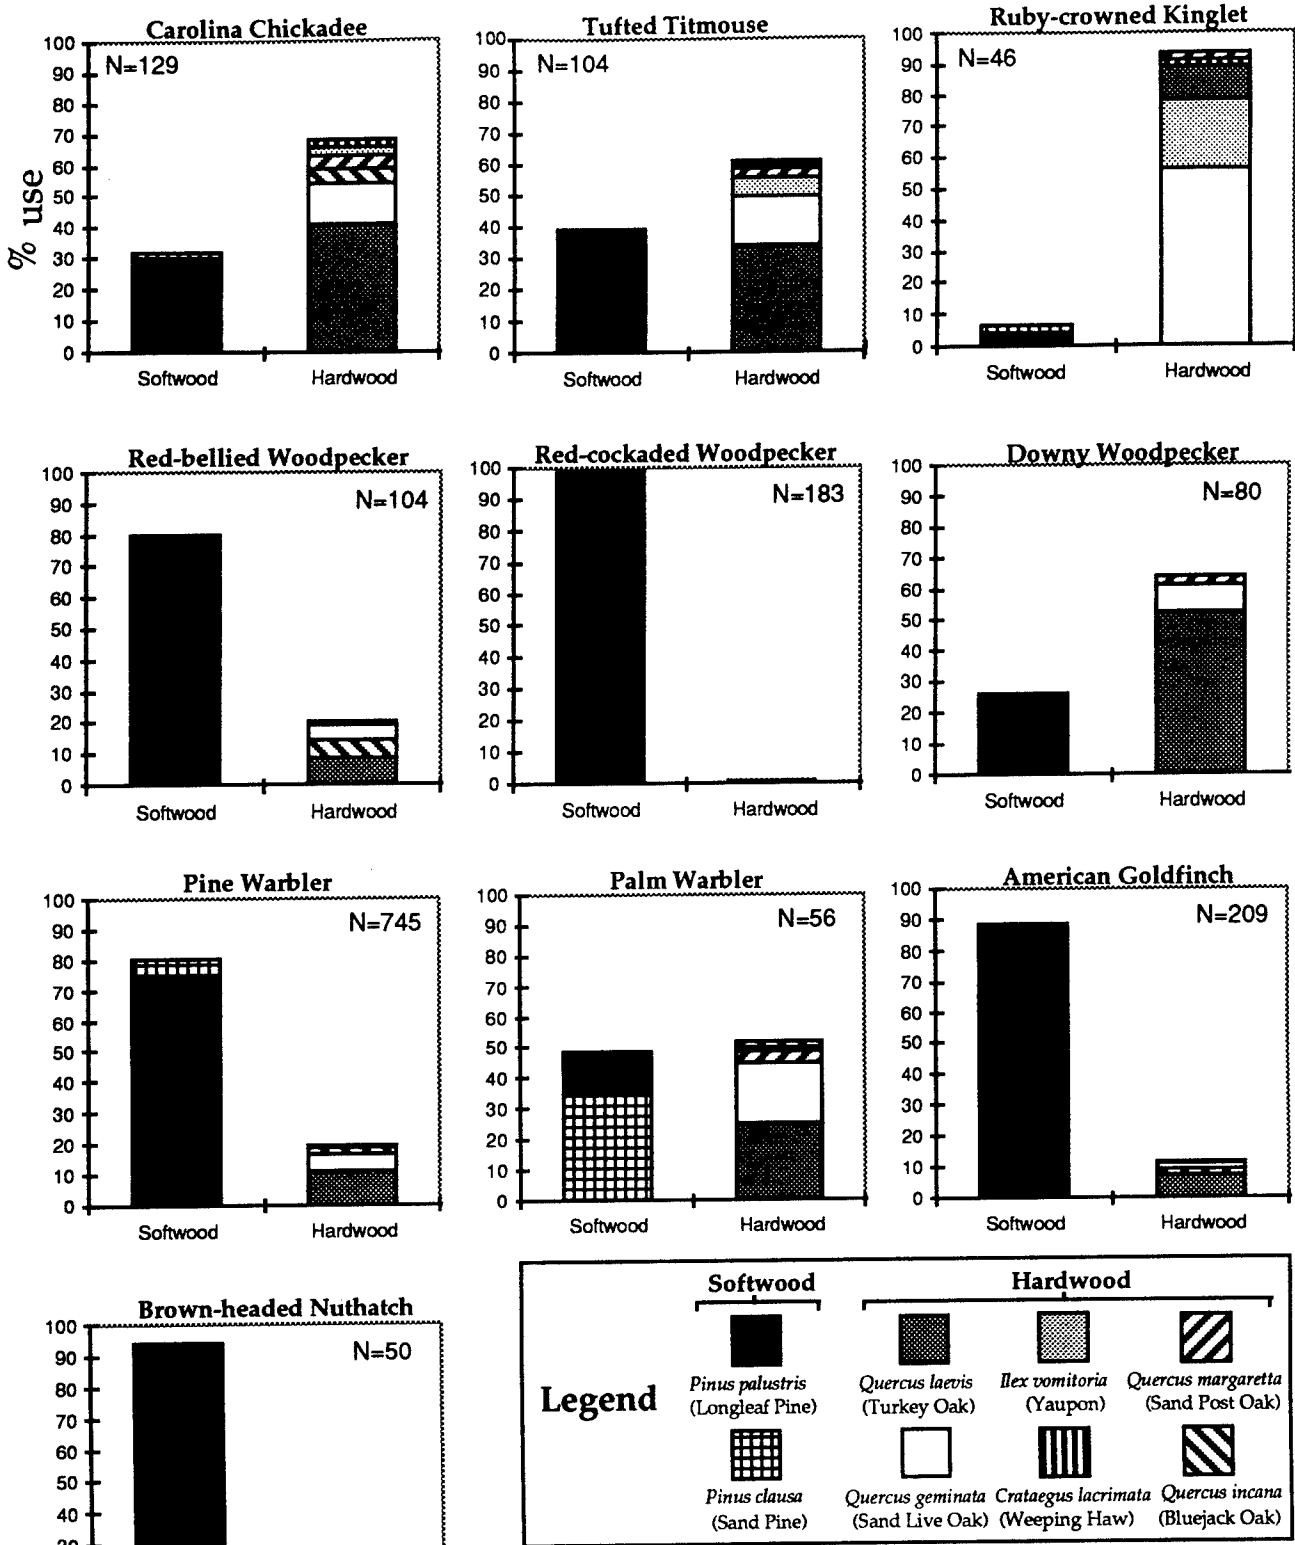 Carolina Chickadee
N=129
% use
100
90
80
70
60
50
40
30
20
10
0
Softwood Hardwood
Tufted Titmouse
N=104
100
90
80
70
60
50
40
30
20
10
0
Softwood Hardwood
Ruby-crowned Kinglet
N=46
100
90
80
70
60
50
40
30
20
10
0
Softwood Hardwood
Red-bellied Woodpecker
N=104
100
90
80
70
60
50
40
30
20
10
0
Softwood Hardwood
Red-cockaded Woodpecker
N=183
100
90
80
70
60
50
40
30
20
10
0
Softwood Hardwood
Downy Woodpecker
N=80
100
90
80
70
60
50
40
30
20
10
0
Softwood Hardwood
Pine Warbler
N=745
100
90
80
70
60
50
40
30
20
10
0
Softwood Hardwood
Palm Warbler
N=56
100
90
80
70
60
50
40
30
20
10
0
Softwood Hardwood
American Goldfinch
N=209
100
90
80
70
60
50
40
30
20
10
0
Softwood Hardwood
Brown-headed Nuthatch
N=50
100
90
80
70
60
50
40
Legend
Softwood Hardwood
Pinus palustris Quercus laevis Ilex vomitoria Quercus margaretta
(Longleaf Pine) (Turkey Oak) (Yaupon) (Sand Post Oak)
Pinus clausa Quercus geminata Crataegus lacrimata Quercus incana
(Sand Pine) (Sand Live Oak) (Weeping Haw) (Bluejack Oak)